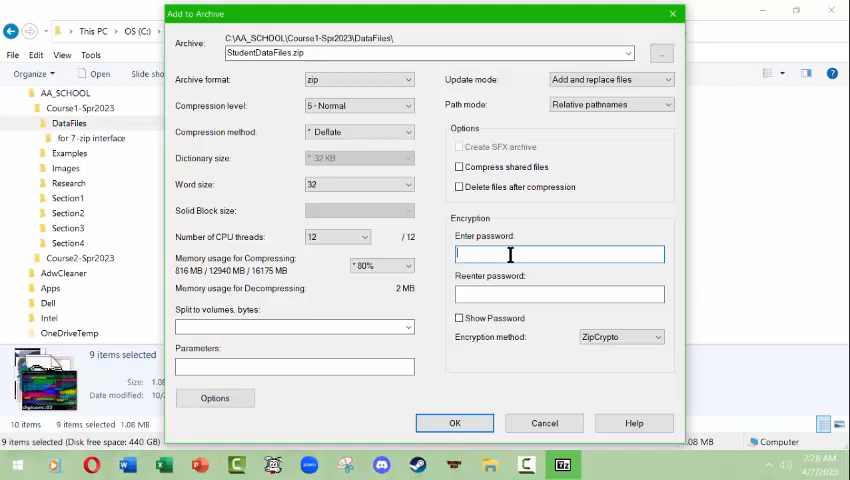 Add to Archive
This PC
OS (C:)
File
Edit
View
Tools
Organize
Open
Slide sho
AA_SCHOOL
Course1-Spr2023
DataFiles
for 7-zip interface
Examples
Images
Research
Section1
Section2
Section3
Section4
Course2-Spr2023
AdwCleaner
Apps
Dell
Intel
OneDriveTemp
Archive:
C:\AA_SCHOOL\Course1-Spr2023\DataFiles\
StudentDataFiles.zip
...
Archive format:
zip
Compression level:
5 - Normal
Compression method:
* Deflate
Dictionary size:
* 32 KB
Word size:
32
Solid Block size:
Number of CPU threads:
12
/ 12
Memory usage for Compressing:
816 MB / 12940 MB / 16175 MB
* 80%
Memory usage for Decompressing:
2 MB
Split to volumes, bytes:
Parameters:
Options
Update mode:
Add and replace files
Path mode:
Relative pathnames
Options
Create SFX archive
Compress shared files
Delete files after compression
Encryption
Enter password:
Reenter password:
Show Password
Encryption method:
ZipCrypto
OK
Cancel
Help
9 items selected
Size:
Date modified:
10 items
9 items selected
1.08 MB
9 items selected (Disk free space: 440 GB)
Computer
2:28 AM
4/7/2023